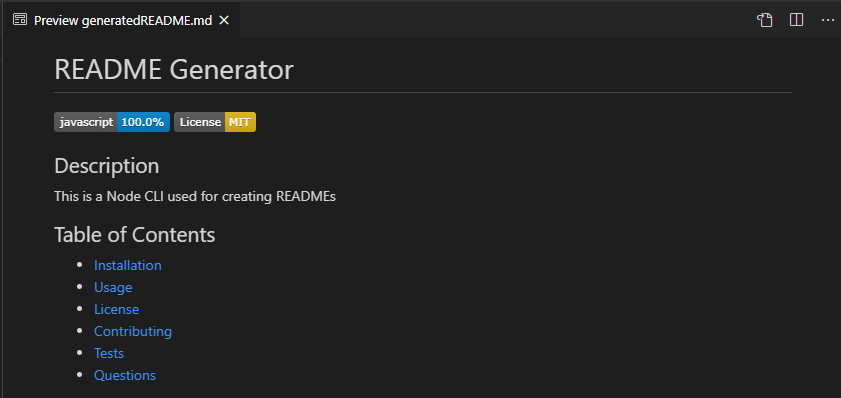 Preview generatedREADME.md
README Generator
javascript 100.0% License MIT
Description
This is a Node CLI used for creating READMEs
Table of Contents
Installation
Usage
License
Contributing
Tests
Questions